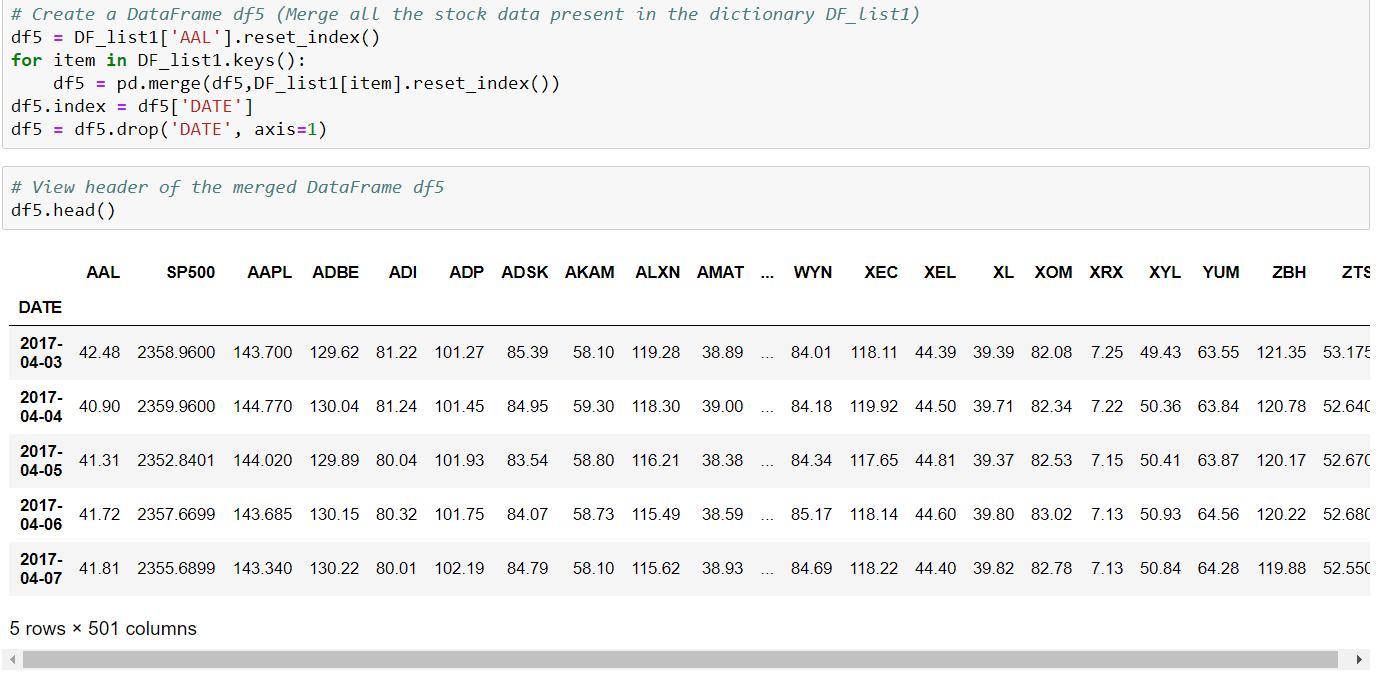 # Create a DataFrame df5 (Merge all the stock data present in the dictionary DF_list1)
df5 = DF_list1['AAL'].reset_index()
for item in DF_list1.keys():
    df5 = pd.merge(df5,DF_list1[item].reset_index())
df5.index = df5['DATE']
df5 = df5.drop('DATE', axis=1)
# View header of the merged DataFrame df5
df5.head()
AAL SP500 AAPL ADBE ADI ADP ADSK AKAM ALXN AMAT ... WYN XEC XEL XL XOM XRX XYL YUM ZBH ZTS
DATE
2017-04-03 42.48 2358.9600 143.700 129.62 81.22 101.27 85.39 58.10 119.28 38.89 ... 84.01 118.11 44.39 39.39 82.08 7.25 49.43 63.55 121.35 53.175
2017-04-04 40.90 2359.9600 144.770 130.04 81.24 101.45 84.95 59.30 118.30 39.00 ... 84.18 119.92 44.50 39.71 82.34 7.22 50.36 63.84 120.78 52.640
2017-04-05 41.31 2352.8401 144.020 129.89 80.04 101.93 83.54 58.80 116.21 38.38 ... 84.34 117.65 44.81 39.37 82.53 7.15 50.41 63.87 120.17 52.670
2017-04-06 41.72 2357.6699 143.685 130.15 80.32 101.75 84.07 58.73 115.49 38.59 ... 85.17 118.14 44.60 39.80 83.02 7.13 50.93 64.56 120.22 52.680
2017-04-07 41.81 2355.6899 143.340 130.22 80.01 102.19 84.79 58.10 115.62 38.93 ... 84.69 118.22 44.40 39.82 82.78 7.13 50.84 64.28 119.88 52.550
5 rows × 501 columns